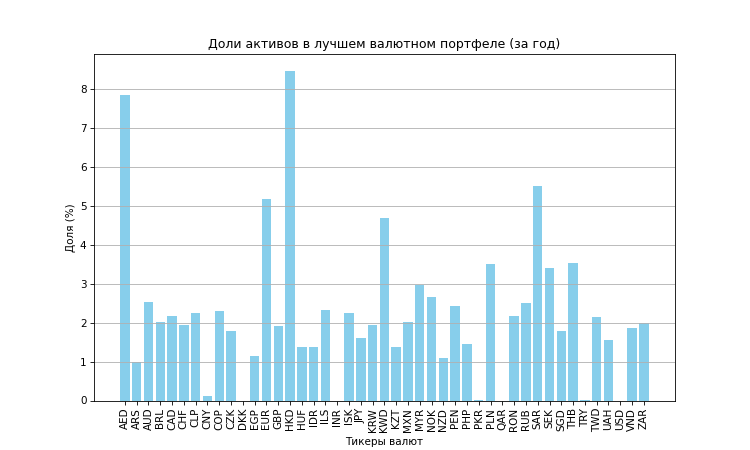 Доли активов в лучшем валютном портфеле (за год)
Доля (%)
8
7
6
5
4
3
2
1
0
AED ARS AUD BRL CAD CHF CLP CNY COP CZK DKK EGP EUR GBP HKD HUF IDR ILS INR ISK JPY KRW KWD KZT MXN MYR NOK NZD PEN PHP PKR PLN QAR RON RUB SAR SEK SGD THB TRY TWD UAH USD VND ZAR
Тикеры валют